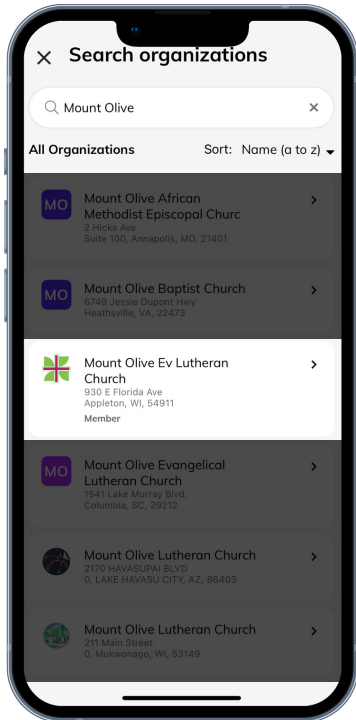 Search organizations
Mount Olive
All Organizations Sort: Name (a to z)
MO
Mount Olive African
Methodist Episcopal Churc
2 Hicks Ave
Suite 100, Annapolis, MD, 21401
MO
Mount Olive Baptist Church
6749 Jessie Dupont Hwy
Heathsville, VA, 22473
Mount Olive Ev Lutheran
Church
930 E Florida Ave
Appleton, WI, 54911
Member
MO
Mount Olive Evangelical
Lutheran Church
1541 Lake Murray Blvd.
Columbia, SC, 29212
Mount Olive Lutheran Church
2170 HAVASUPAI BLVD
0, LAKE HAVASU CITY, AZ, 86403
Mount Olive Lutheran Church
211 Main Street
0, Mukwonago, WI, 53149